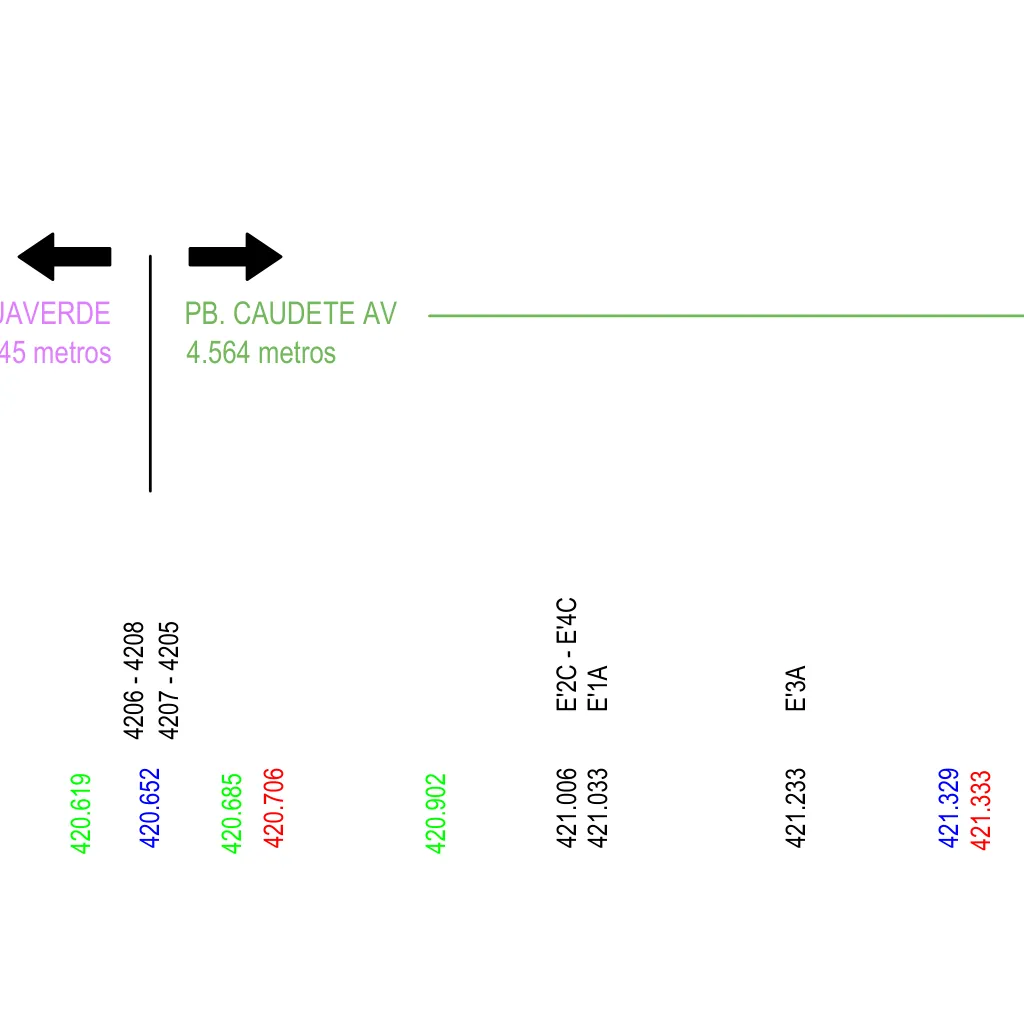 UAVERDE
45 metros
PB. CAUDETE AV
4.564 metros
4206 - 4208
4207 - 4205
E'2C - E'4C
E'1A
E'3A
420.619
420.652
420.685
420.706
420.902
421.006
421.033
421.233
421.329
421.333